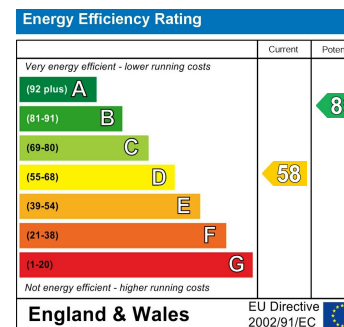 Energy Efficiency Rating
Current
Very energy efficient - lower running costs
(92 plus) A
(81-91) B
8
(69-80) C
(55-68) D
58
(39-54) E
(21-38) F
(1-20) G
Not energy efficient - higher running costs
England & Wales
EU Directive
2002/91/EC